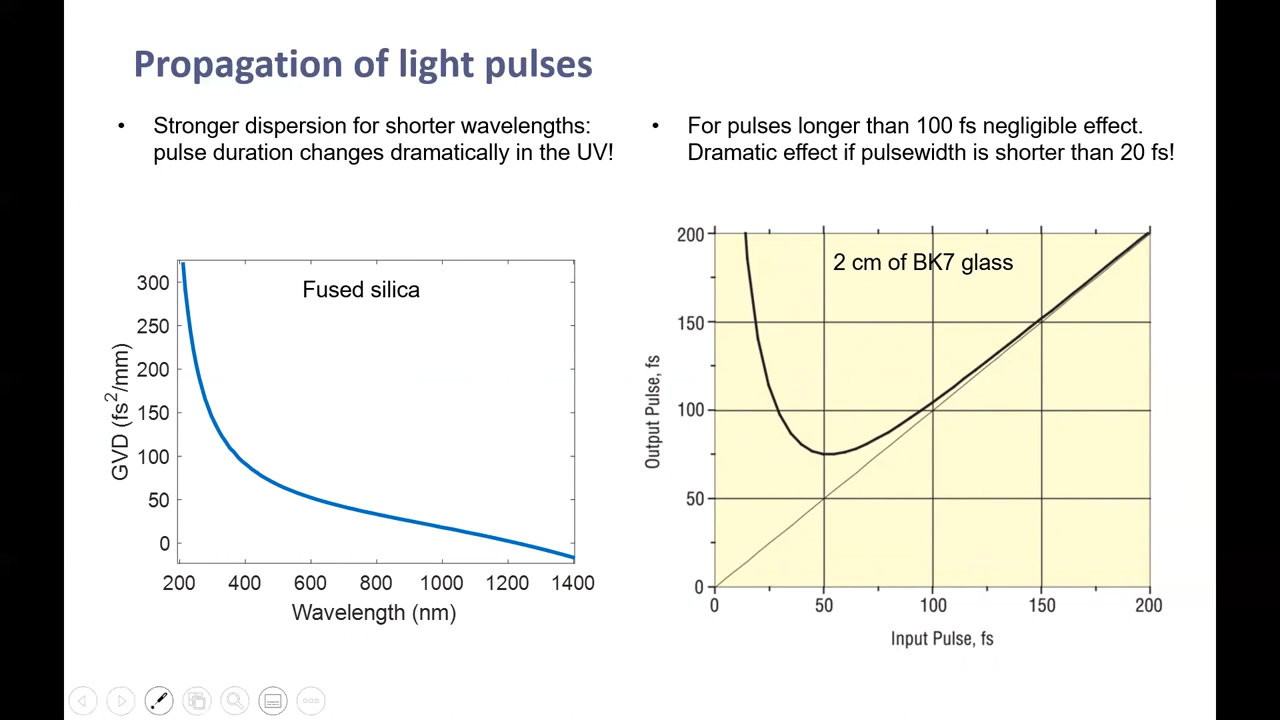 Propagation of light pulses
• Stronger dispersion for shorter wavelengths:
pulse duration changes dramatically in the UV!
• For pulses longer than 100 fs negligible effect.
Dramatic effect if pulsewidth is shorter than 20 fs!
Fused silica
GVD (fs²/mm)
300
250
200
150
100
50
0
200 400 600 800 1000 1200 1400
Wavelength (nm)
2 cm of BK7 glass
Output Pulse, fs
200
150
100
50
0
0 50 100 150 200
Input Pulse, fs